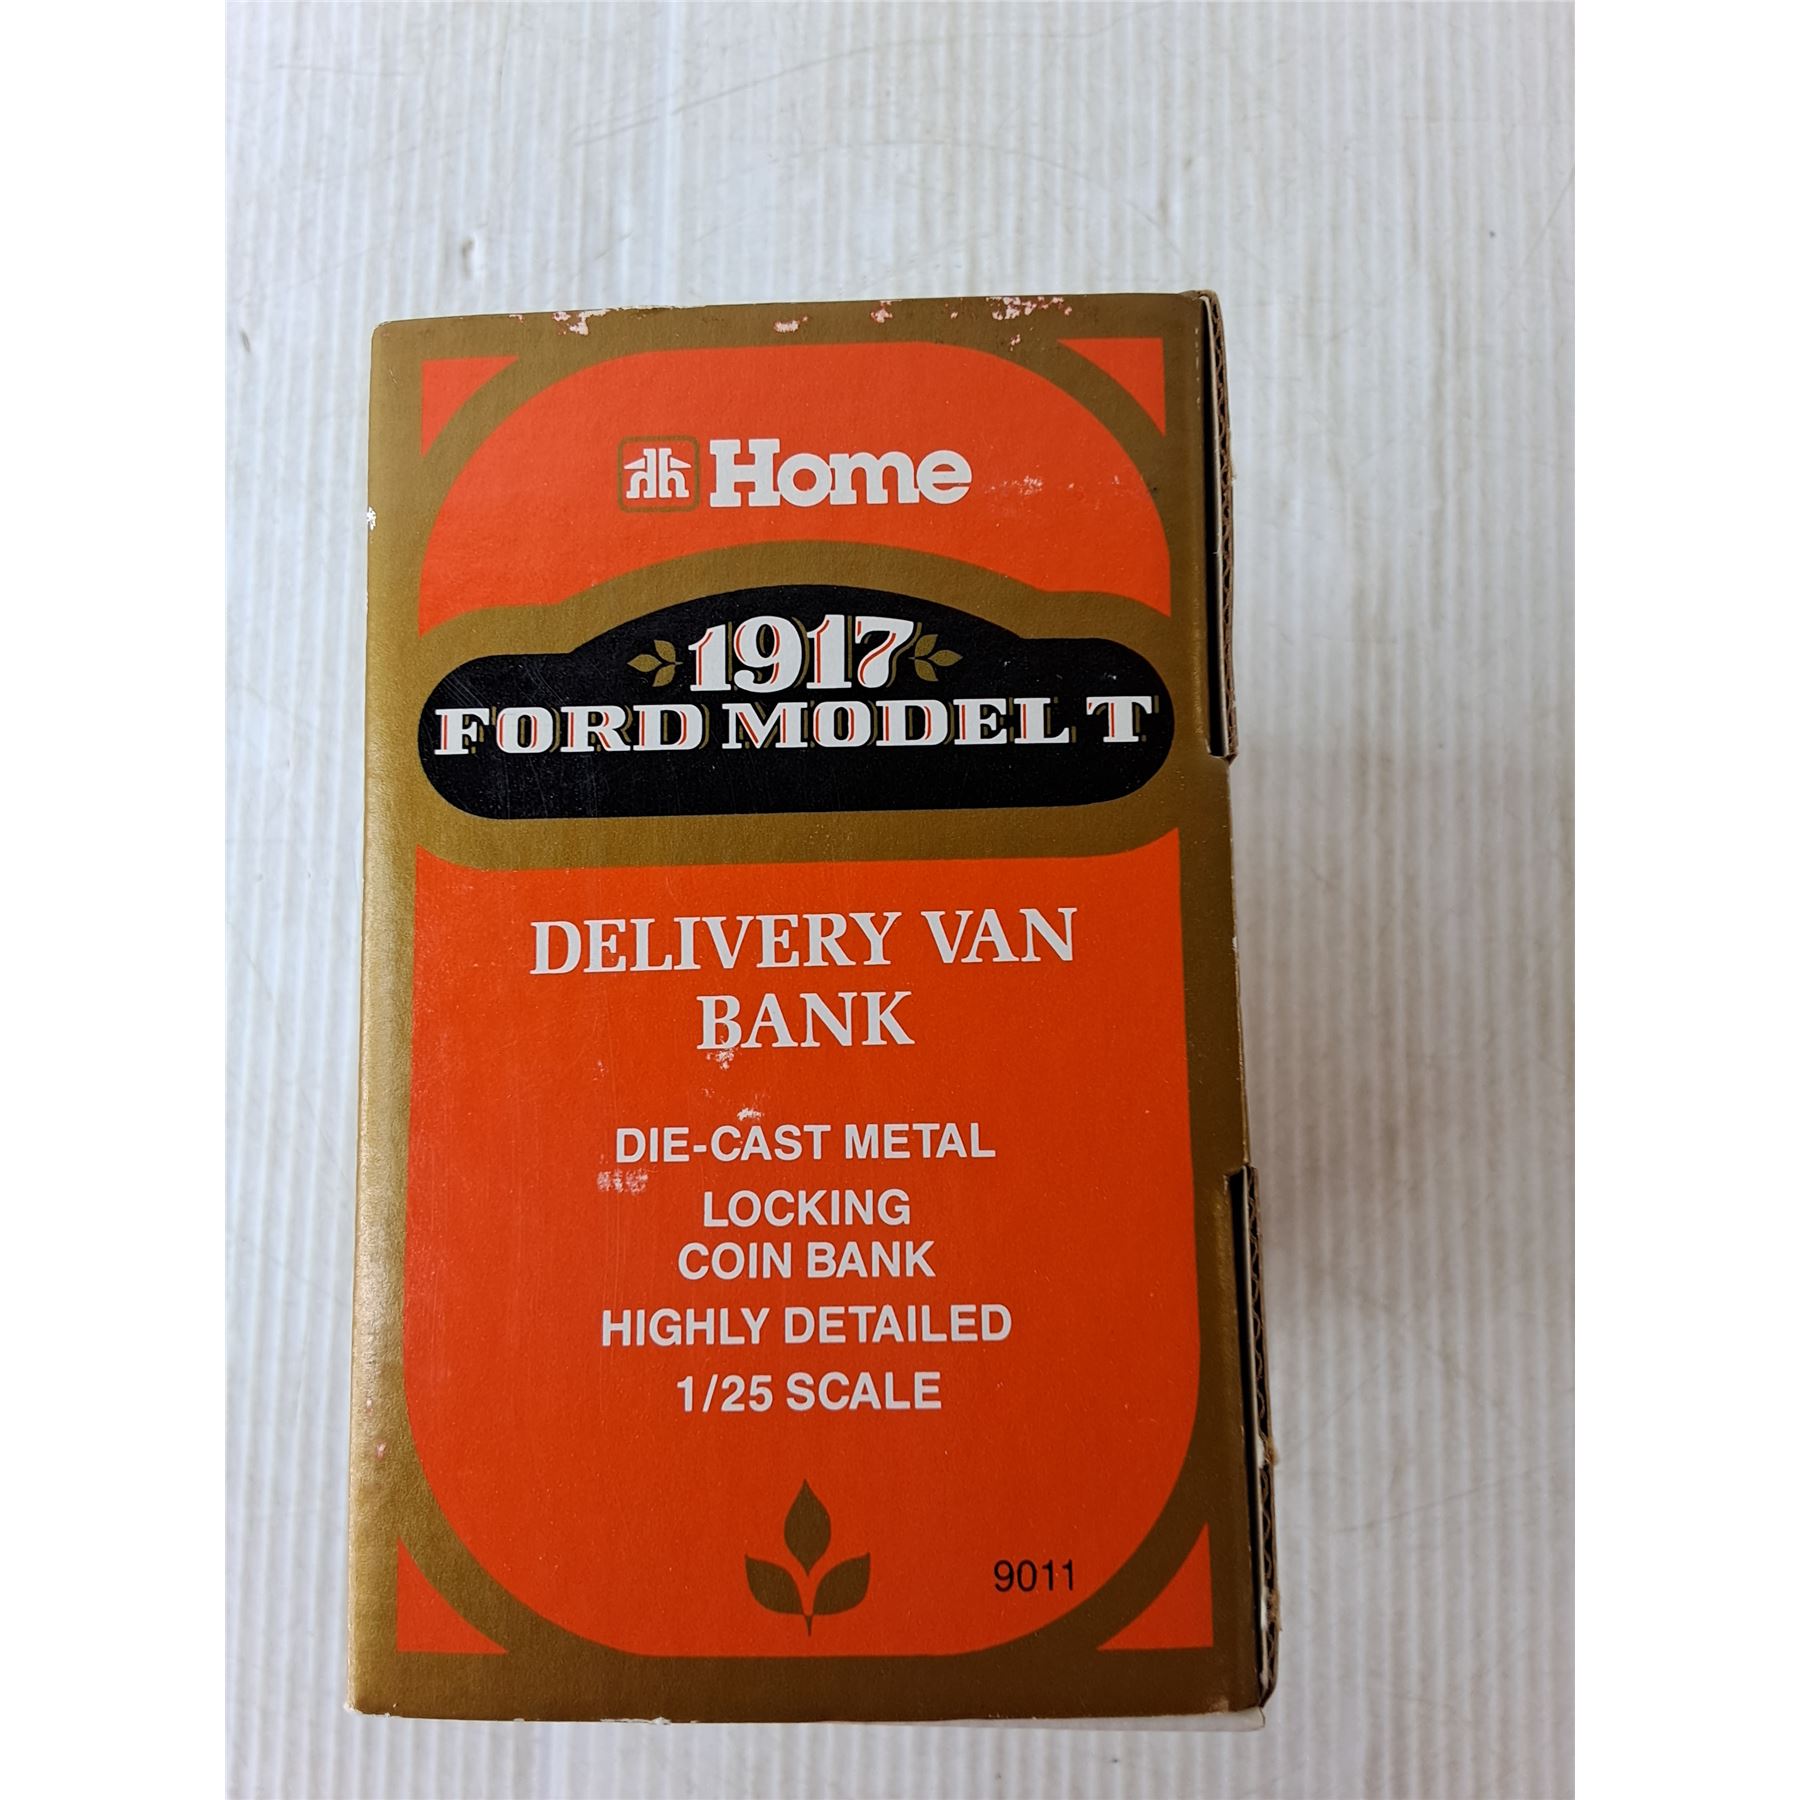 Home
1917
FORD MODEL T
DELIVERY VAN
BANK
DIE-CAST METAL
LOCKING
COIN BANK
HIGHLY DETAILED
1/25 SCALE
9011